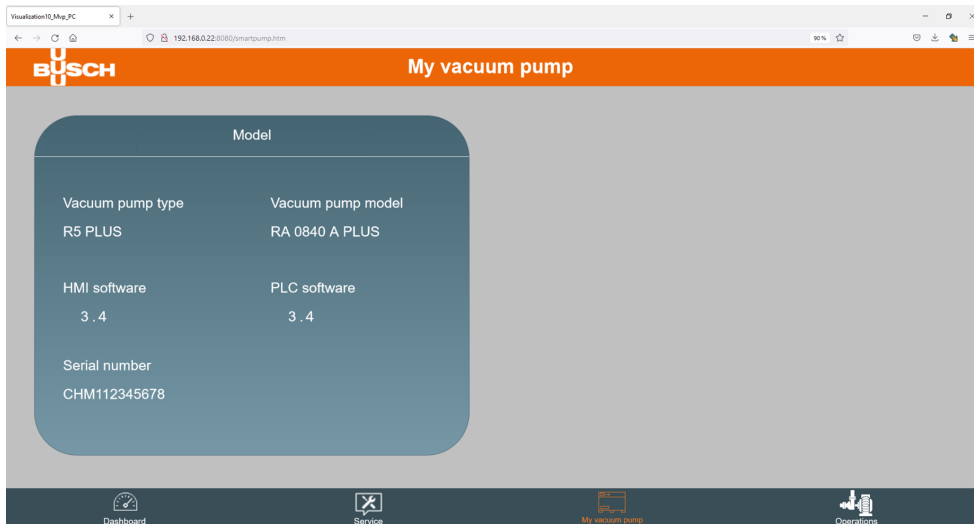 Visualization10_Mvp_PC
192.168.0.22:8080/smartpump.htm
90%
BUSCH
My vacuum pump
Model
Vacuum pump type
Vacuum pump model
R5 PLUS
RA 0840 A PLUS
HMI software
PLC software
3 . 4
3 . 4
Serial number
CHM112345678
Dashboard
Service
My vacuum pump
Operations